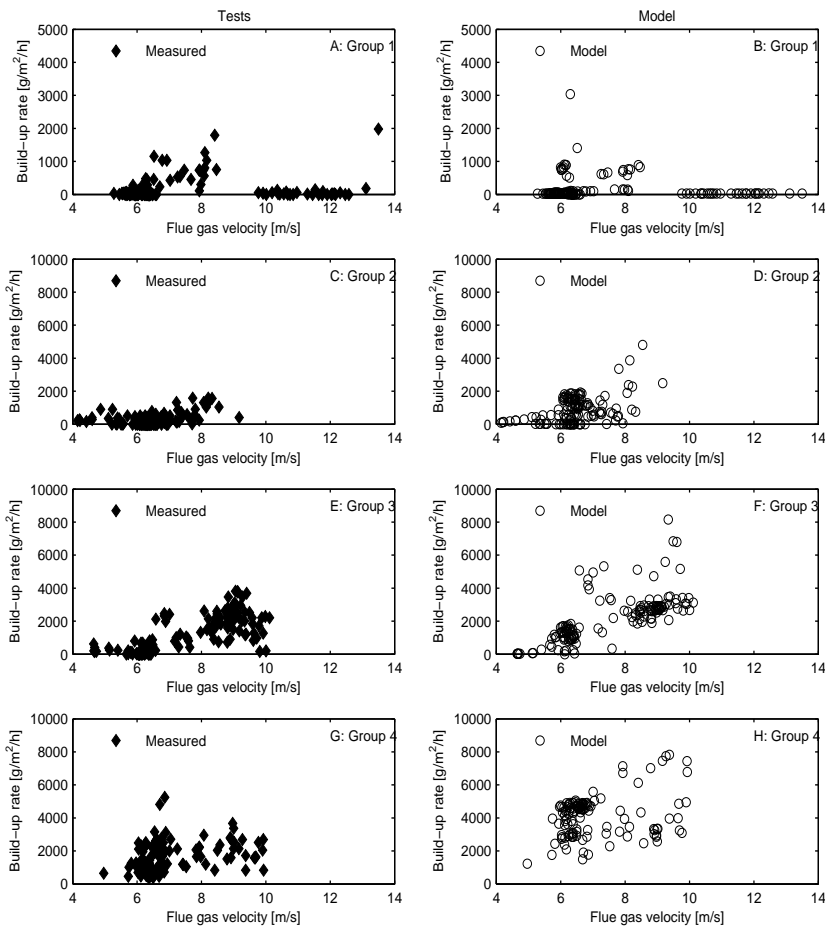 Tests
Model
Build-up rate [g/m²/h]
5000
4000
3000
2000
1000
0
Measured
A: Group 1
4 6 8 10 12 14
Flue gas velocity [m/s]
Build-up rate [g/m²/h]
5000
4000
3000
2000
1000
0
Model
B: Group 1
4 6 8 10 12 14
Flue gas velocity [m/s]
Build-up rate [g/m²/h]
10000
8000
6000
4000
2000
0
Measured
C: Group 2
4 6 8 10 12 14
Flue gas velocity [m/s]
Build-up rate [g/m²/h]
10000
8000
6000
4000
2000
0
Model
D: Group 2
4 6 8 10 12 14
Flue gas velocity [m/s]
Build-up rate [g/m²/h]
10000
8000
6000
4000
2000
0
Measured
E: Group 3
4 6 8 10 12 14
Flue gas velocity [m/s]
Build-up rate [g/m²/h]
10000
8000
6000
4000
2000
0
Model
F: Group 3
4 6 8 10 12 14
Flue gas velocity [m/s]
Build-up rate [g/m²/h]
10000
8000
6000
4000
2000
0
Measured
G: Group 4
4 6 8 10 12 14
Flue gas velocity [m/s]
Build-up rate [g/m²/h]
10000
8000
6000
4000
2000
0
Model
H: Group 4
4 6 8 10 12 14
Flue gas velocity [m/s]